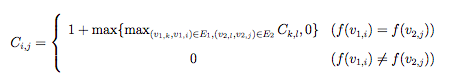 C_{i,j} = { 1 + max{max_{(v_{1,k},v_{1,i})∈E_1,(v_{2,l},v_{2,j})∈E_2} C_{k,l}, 0} (f(v_{1,i}) = f(v_{2,j}))
0 (f(v_{1,i}) ≠ f(v_{2,j}))